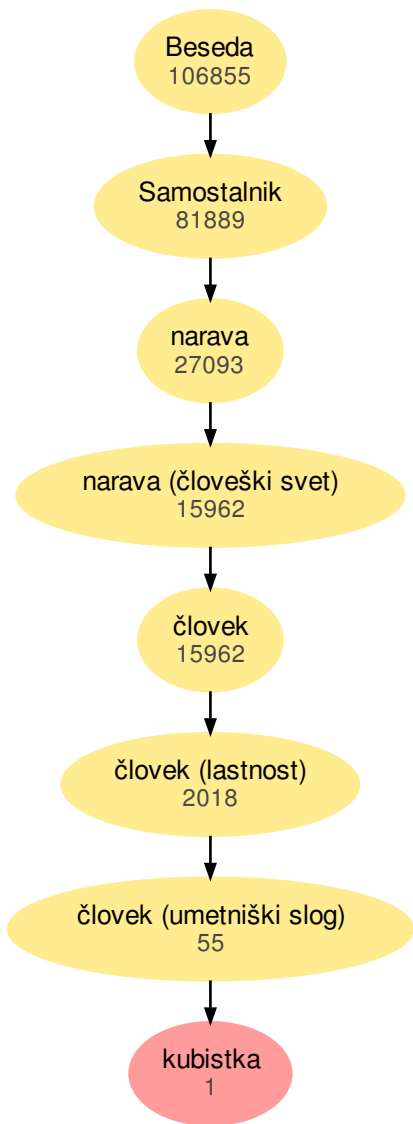 Beseda
106855
Samostalnik
81889
narava
27093
narava (človeški svet)
15962
človek
15962
človek (lastnost)
2018
človek (umetniški slog)
55
kubistka
1